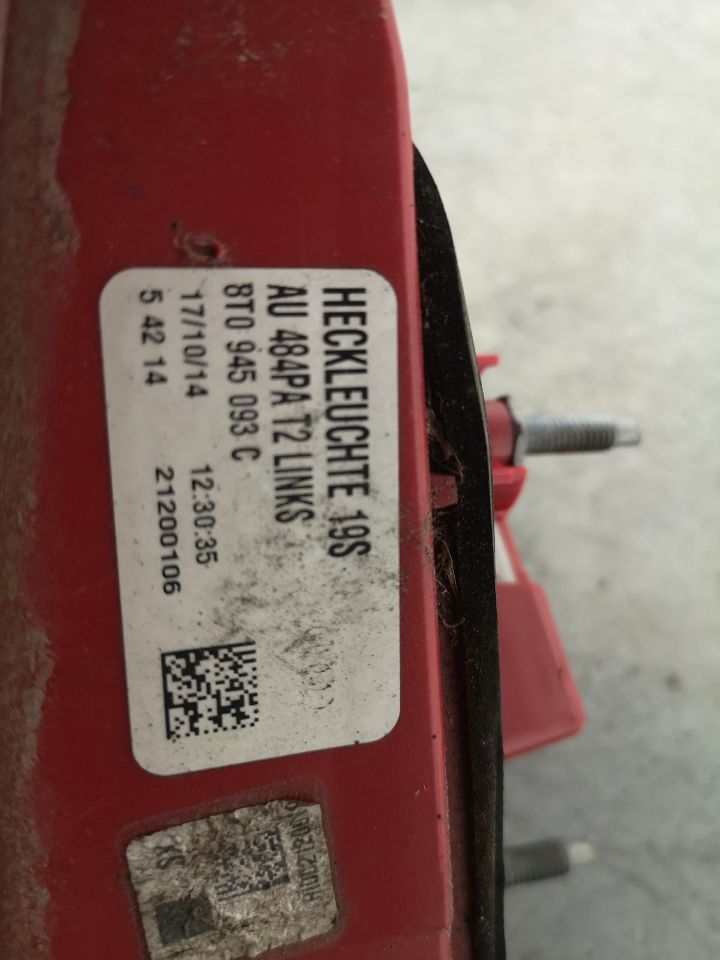 HECKLEUCHTE 19S
AU 484PA T2 LINKS
8T0 945 093 C
17/10/14 12:30:35
5 42 14 21200106
XS